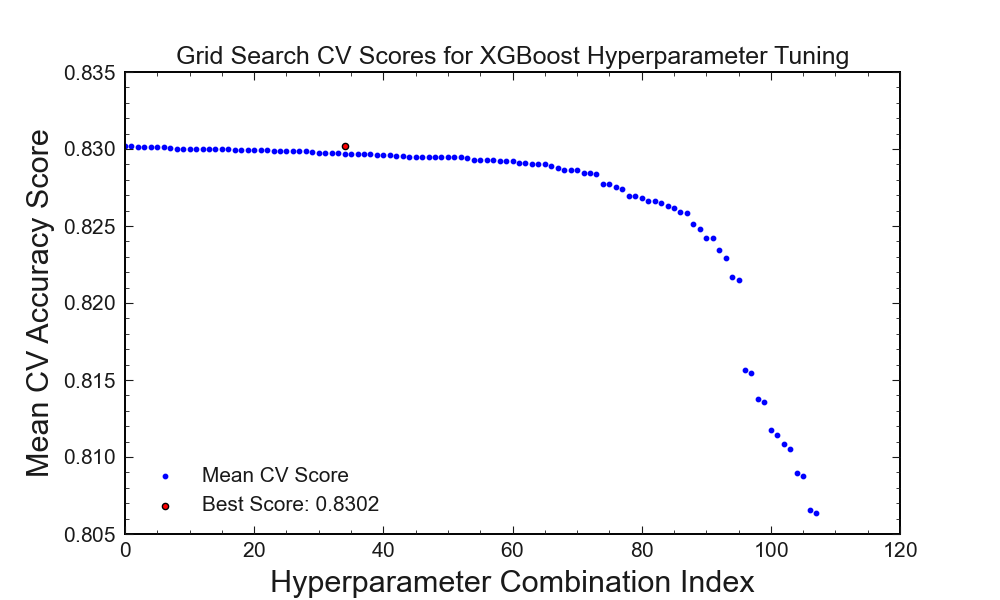 Grid Search CV Scores for XGBoost Hyperparameter Tuning
0.835
0.830
0.825
0.820
0.815
0.810
0.805
Mean CV Accuracy Score
Mean CV Score
Best Score: 0.8302
0 20 40 60 80 100 120
Hyperparameter Combination Index